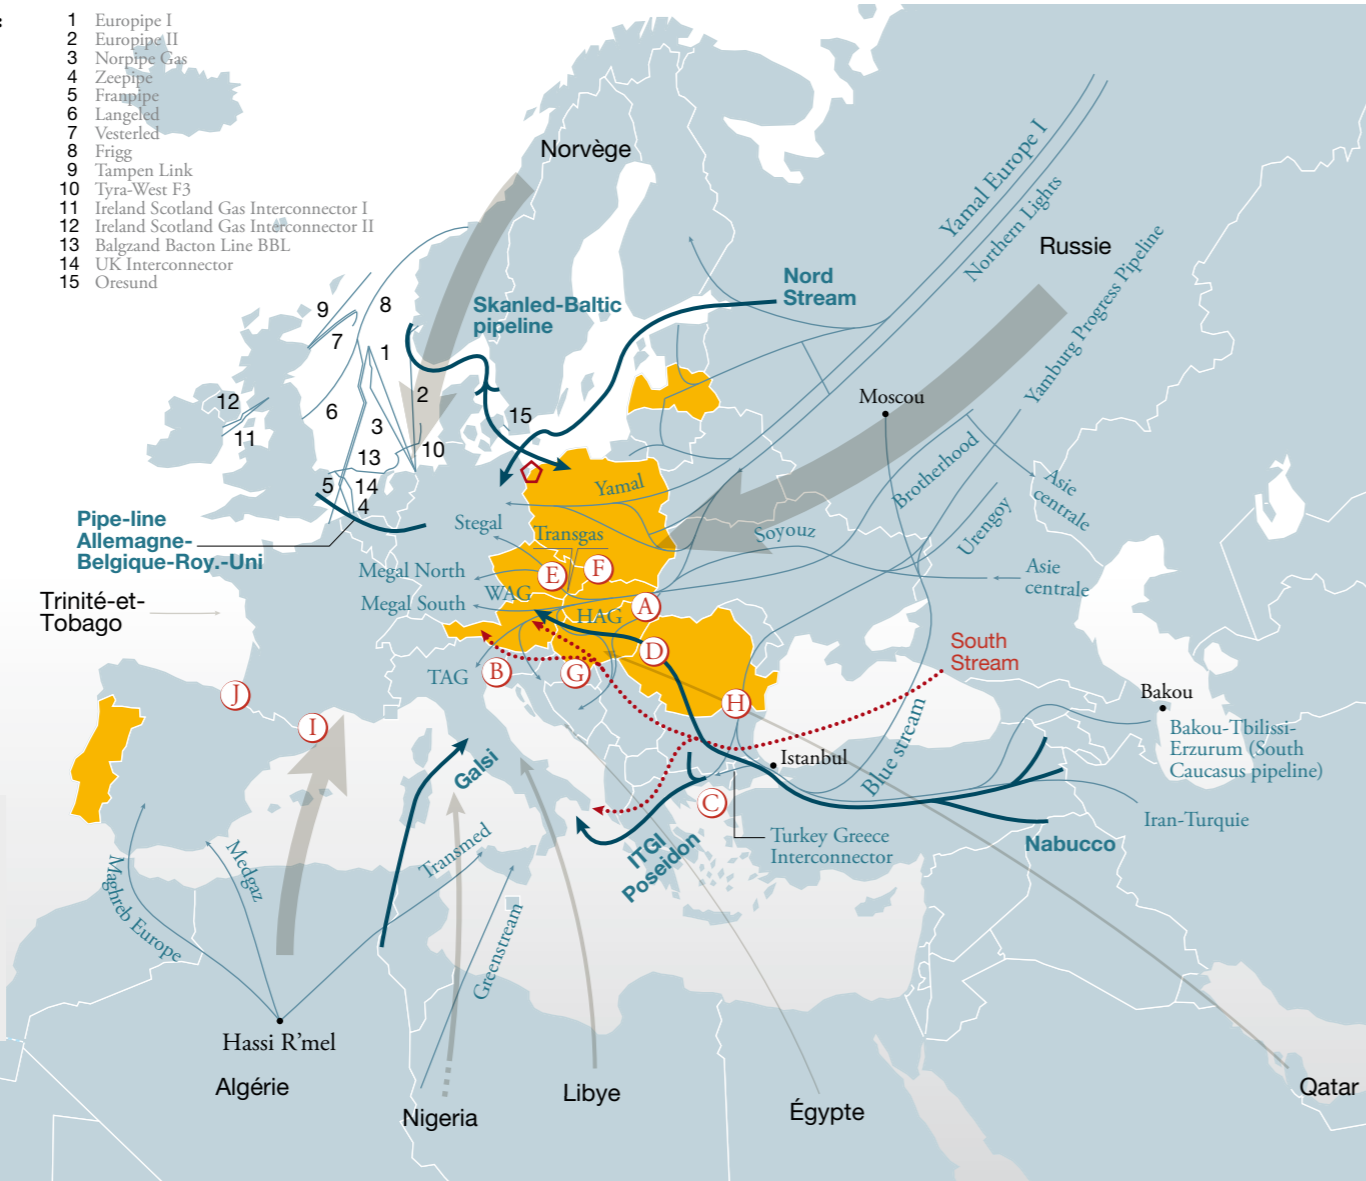 :
1 Europipe I
2 Europipe II
3 Norpipe Gas
4 Zeepipe
5 Franpipe
6 Langeled
7 Vesterled
8 Frigg
9 Tampen Link
10 Tyra-West F3
11 Ireland Scotland Gas Interconnector I
12 Ireland Scotland Gas Interconnector II
13 Balgzand Bacton Line BBL
14 UK Interconnector
15 Oresund
Norvège
Yamal Europe I
Northern Lights
Russie
Yamburg Progress Pipeline
Nord
Stream
Skanled-Baltic
pipeline
9
8
7
1
2
12
11
6
3
15
10
13
5
14
4
Moscou
Brotherhood
Asie
centrale
Urengoy
Yamal
Soyouz
Stegal
Transgas
Pipe-line
Allemagne-
Belgique-Roy.-Uni
Megal North
E
F
Asie
centrale
WAG
Megal South
HAG
A
Trinité-et-
Tobago
D
South
Stream
TAG
B
G
J
H
I
Bakou
Bakou-Tbilissi-
Erzurum (South
Caucasus pipeline)
Blue stream
Istanbul
Galsi
C
ITGI
Poseidon
Turkey Greece
Interconnector
Iran-Turquie
Nabucco
Transmed
Medgaz
Maghreb Europe
Greenstream
Hassi R’mel
Algérie
Nigeria
Libye
Égypte
Qatar